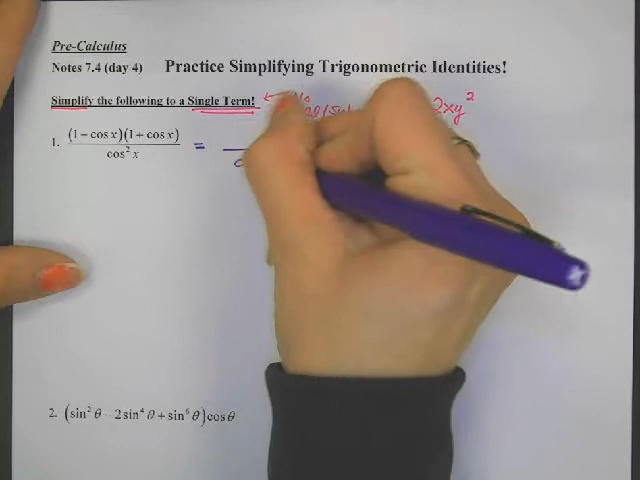 Pre-Calculus
Notes 7.4 (day 4) Practice Simplifying Trigonometric Identities!
Simplify the following to a Single Term! 2xy²
1. (1 − cos x)(1 + cos x) / cos² x =
2. (sin² θ 2sin⁴ θ + sin⁶ θ)cos θ